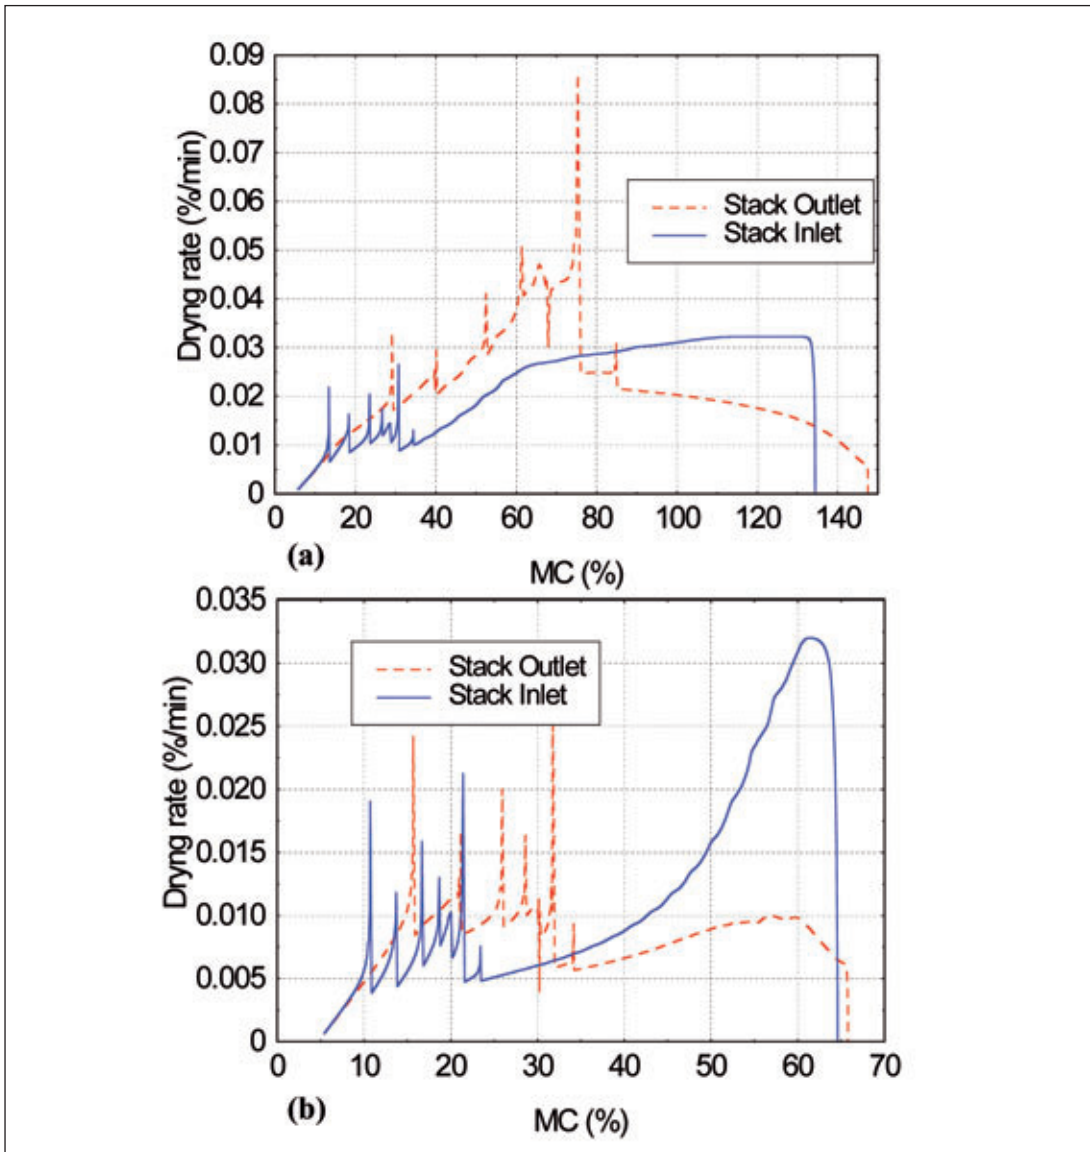 0.09
0.08
0.07
0.06
0.05
0.04
0.03
0.02
0.01
0
Dryng rate (%/min)
Stack Outlet
Stack Inlet
0 20 40 60 80 100 120 140
(a)
MC (%)
0.035
0.030
0.025
0.020
0.015
0.010
0.005
0
Dryng rate (%/min)
Stack Outlet
Stack Inlet
0 10 20 30 40 50 60 70
(b)
MC (%)